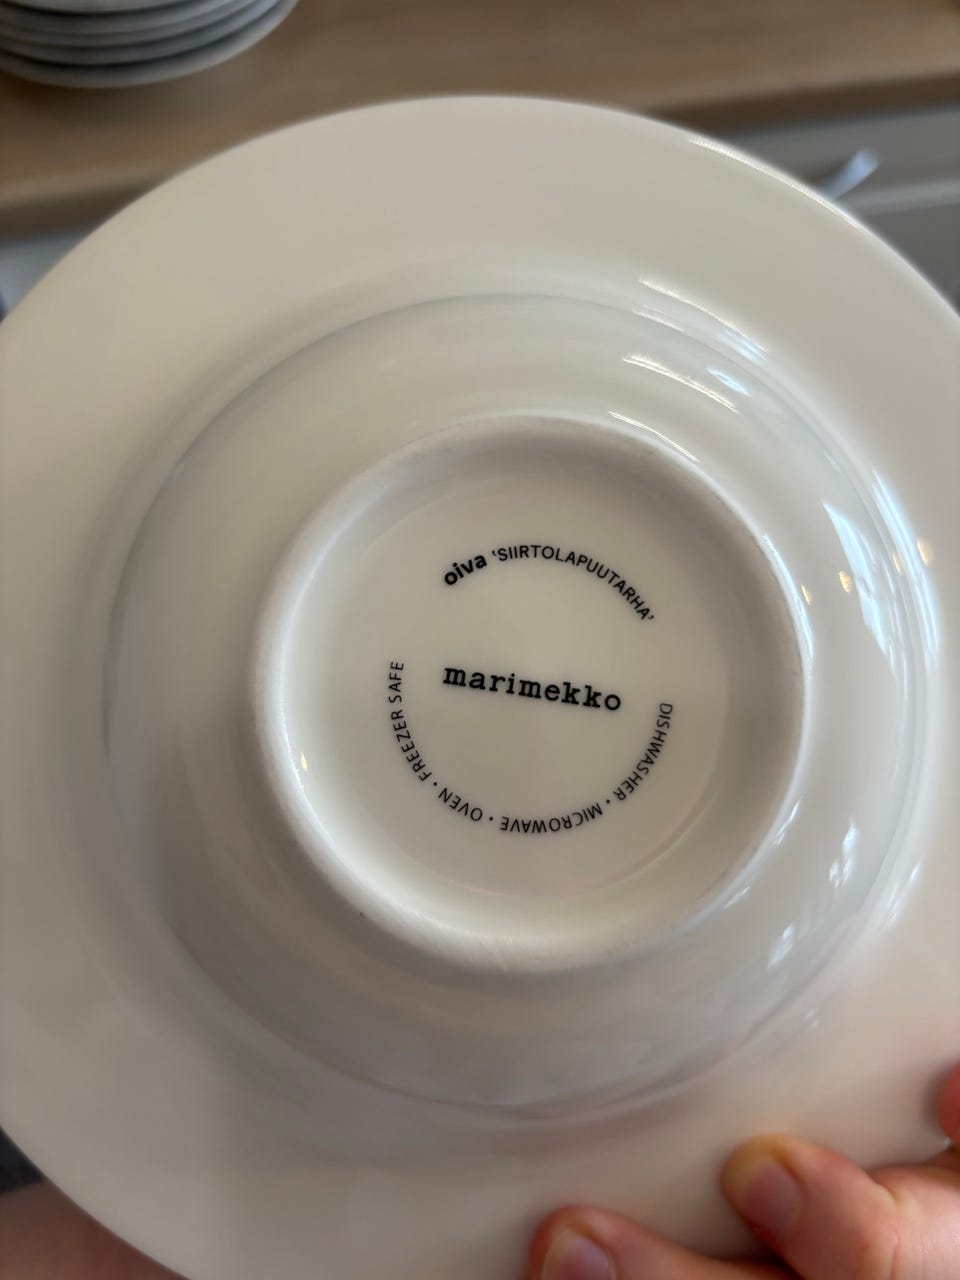 oiva ‘SIIRTOLAPUUTARHA’
marimekko
DISHWASHER • MICROWAVE • OVEN • FREEZER SAFE